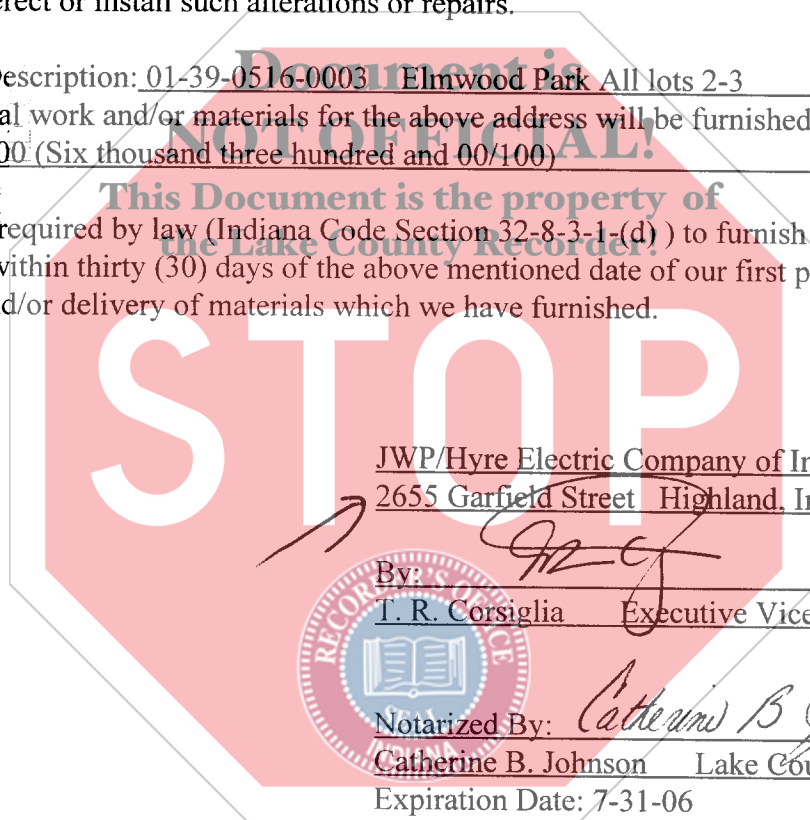 erect or install such alterations or repairs.
Document is
Description: 01-39-0516-0003 Elmwood Park All lots 2-3
al work and/or materials for the above address will be furnished
NOT OFFICIAL!
00 (Six thousand three hundred and 00/100)
This Document is the property of
required by law (Indiana Code Section 32-8-3-1-(d) ) to furnish
the Lake County Recorder!
within thirty (30) days of the above mentioned date of our first p
d/or delivery of materials which we have furnished.
STOP
JWP/Hyre Electric Company of In
2655 Garfield Street Highland, In
By:
T. R. Corsiglia Executive Vice
RECORDER'S OFFICE
SEAL
INDIANA
Notarized By: Catherine B
Catherine B. Johnson Lake Cou
Expiration Date: 7-31-06